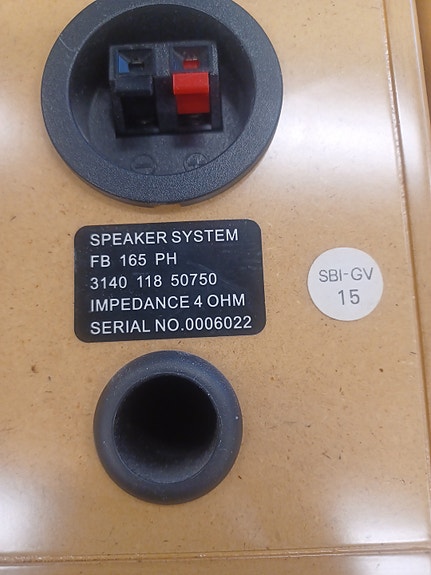 SPEAKER SYSTEM
FB 165 PH
3140 118 50750
IMPEDANCE 4 OHM
SERIAL NO.0006022
SBI-GV
15